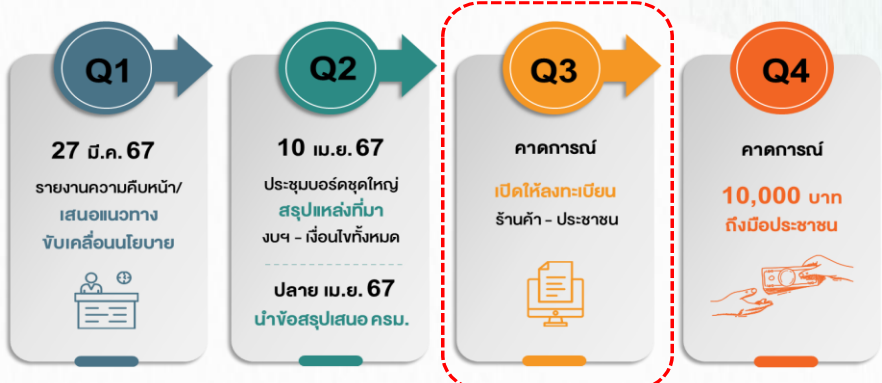 Q1
27 มี.ค. 67
รายงานความคืบหน้า/
เสนอแนวทาง
ขับเคลื่อนนโยบาย
Q2
10 เม.ย. 67
ประชุมบอร์ดชุดใหญ่
สรุปแหล่งที่มา
งบฯ - เงื่อนไขทั้งหมด
ปลาย เม.ย. 67
นำข้อสรุปเสนอ ครม.
Q3
คาดการณ์
เปิดให้ลงทะเบียน
ร้านค้า - ประชาชน
Q4
คาดการณ์
10,000 บาท
ถึงมือประชาชน